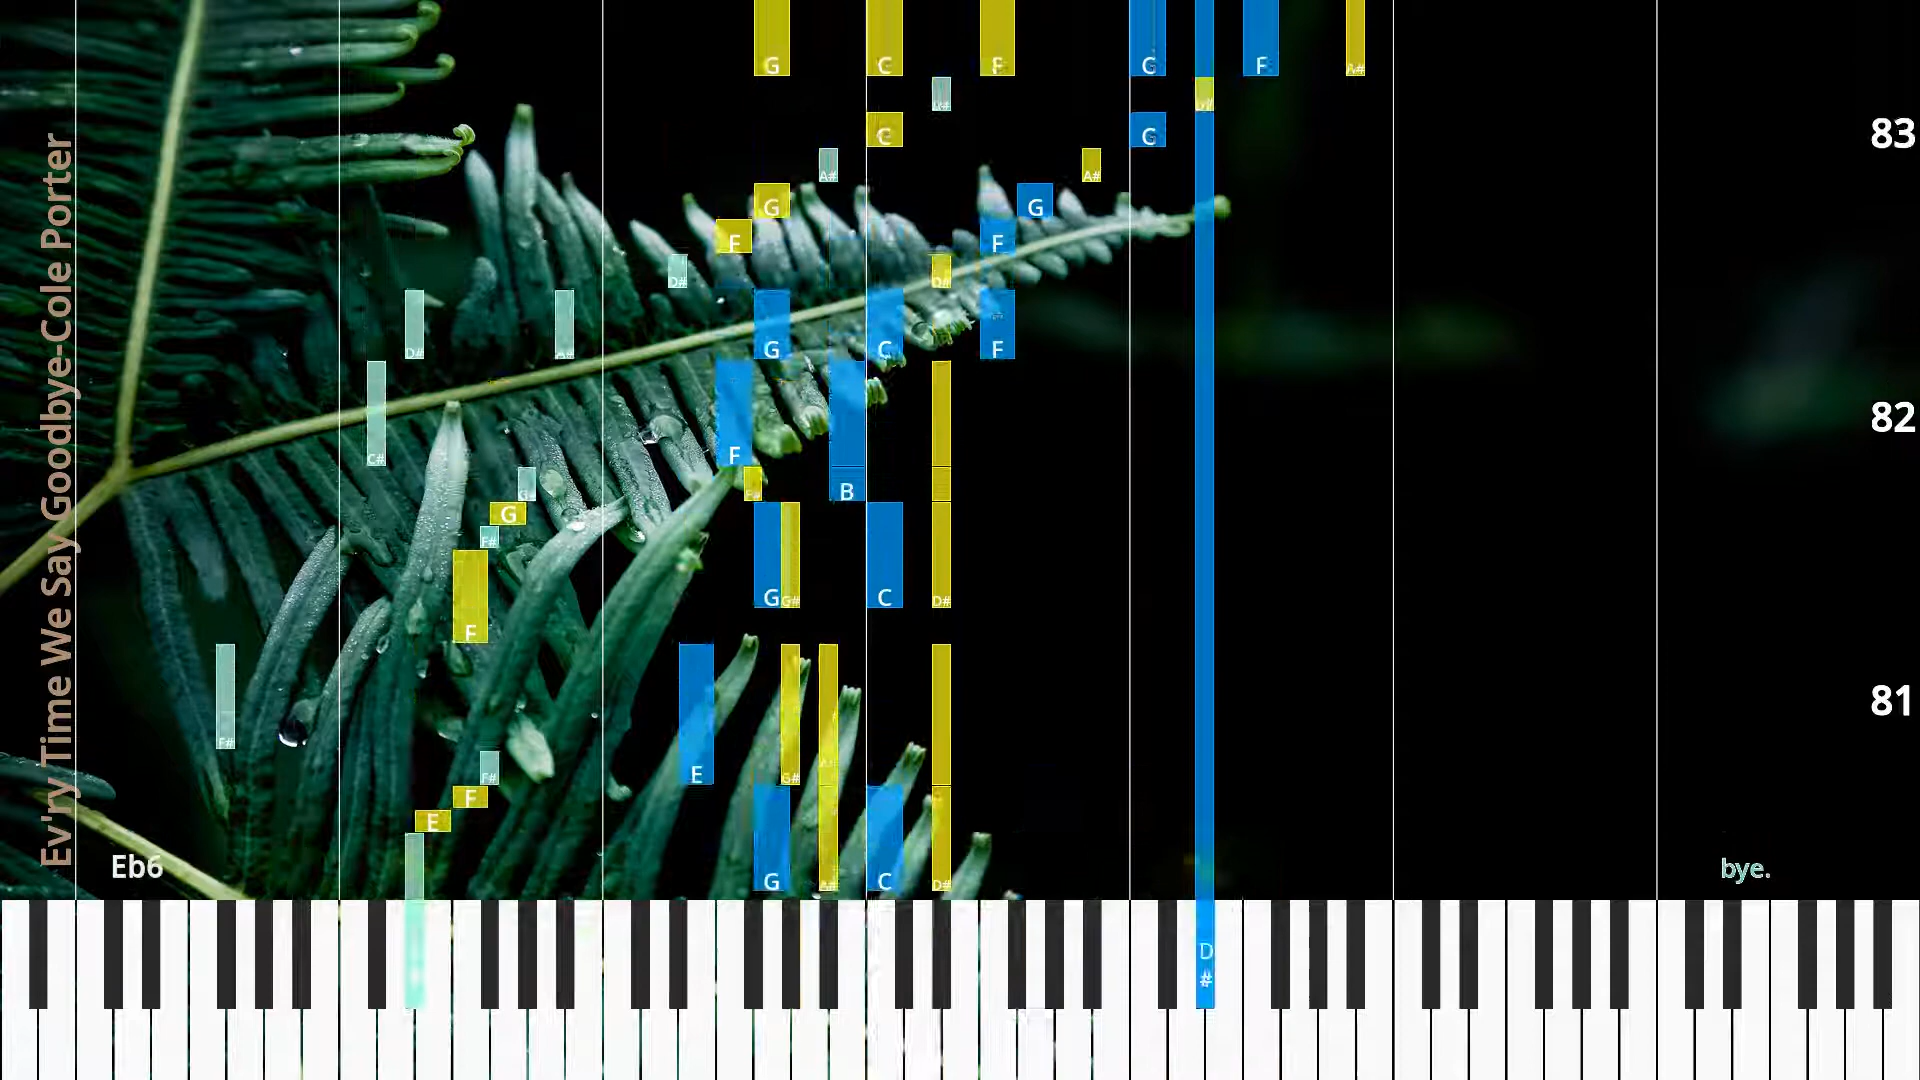 Ev'ry Time We Say Goodbye-Cole Porter
G C F G F A#
D# D#
83
C G
A# A#
G G
F F
D# D#
D# A# G C F
82
C# F
G# F# B
G
F#
G G# C D#
F
81
F# E G#
F#
F
E
G A# C D#
Eb6
bye.
D
#